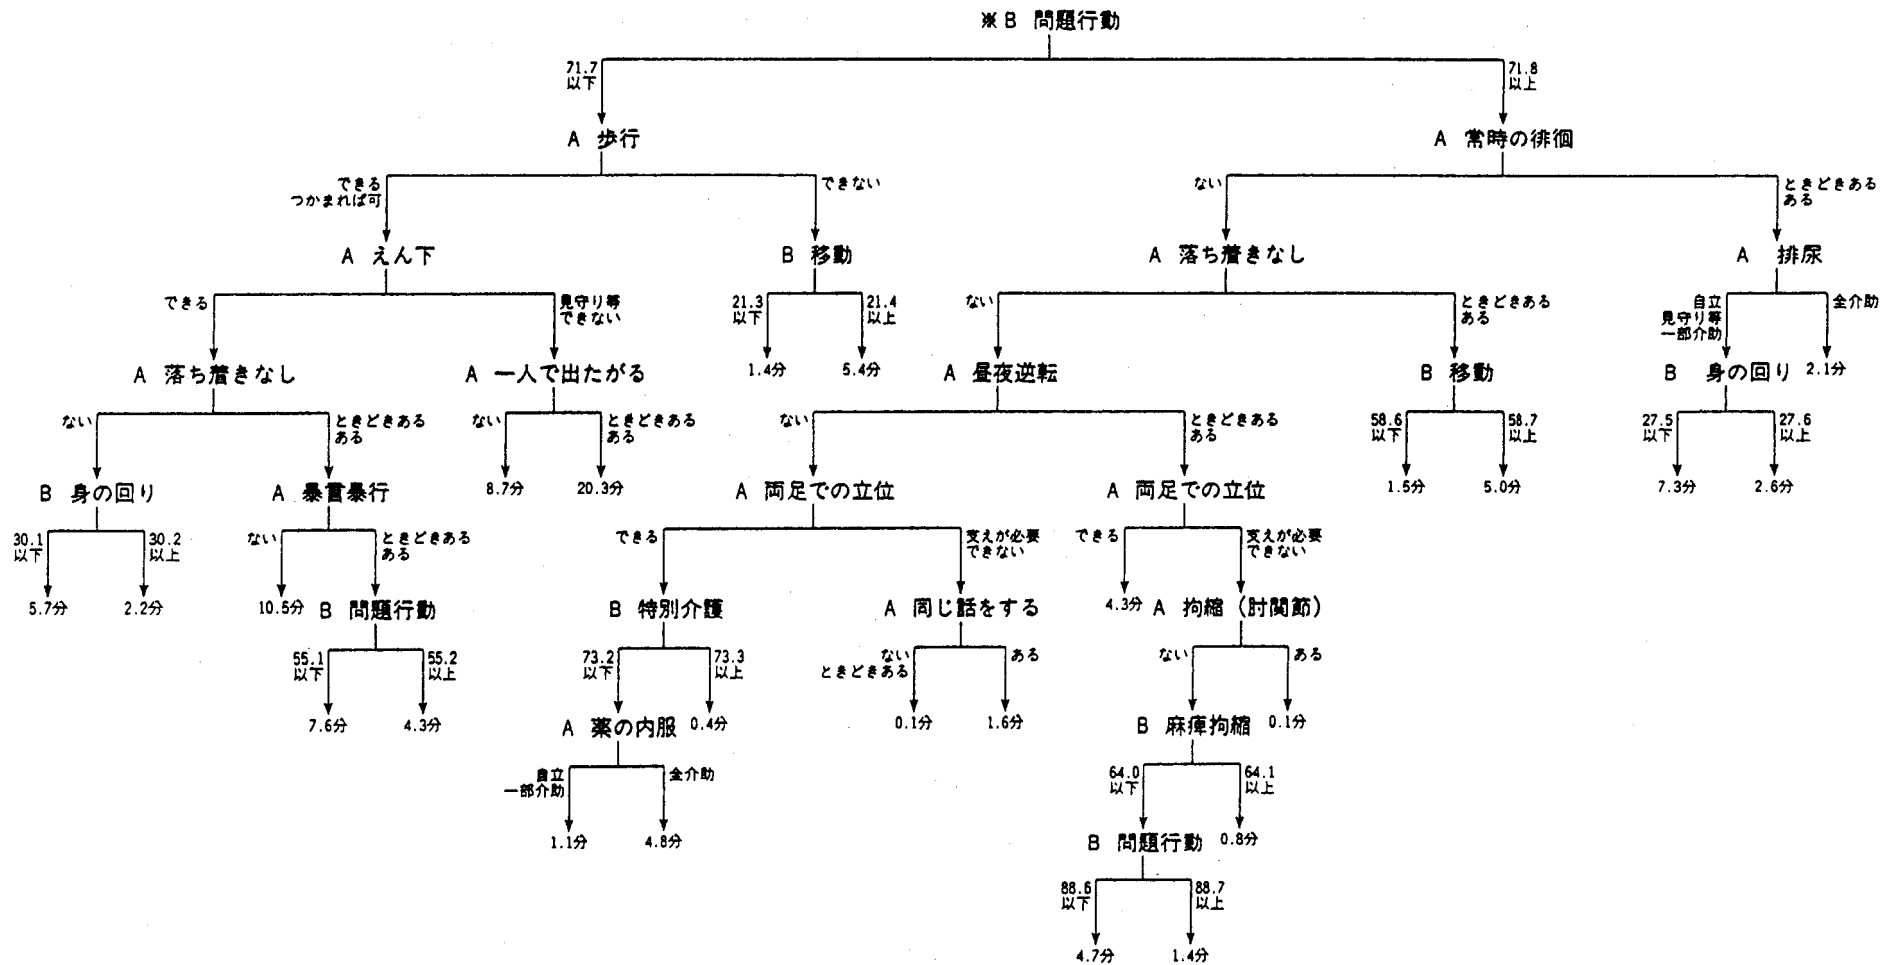 ※B 問題行動
71.7
以下
71.8
以上
A 歩行
A 常時の徘徊
できる
つかまれば可
できない
ない
ときどきある
ある
A えん下
B 移動
A 落ち着きなし
A 排尿
できる
見守り等
できない
21.3
以下
21.4
以上
ない
ときどきある
ある
自立
見守り等
一部介助
全介助
A 落ち着きなし
A 一人で出たがる
1.4分
5.4分
A 昼夜逆転
B 移動
B 身の回り
2.1分
ない
ときどきある
ある
ない
ときどきある
ある
ない
ときどきある
ある
58.6
以下
58.7
以上
27.5
以下
27.6
以上
B 身の回り
A 暴言暴行
8.7分
20.3分
A 両足での立位
A 両足での立位
1.5分
5.0分
7.3分
2.6分
30.1
以下
30.2
以上
ない
ときどきある
ある
できる
支えが必要
できない
できる
支えが必要
できない
5.7分
2.2分
10.5分
B 問題行動
B 特別介護
A 同じ話をする
4.3分
A 拘縮（肘関節）
55.1
以下
55.2
以上
73.2
以下
73.3
以上
ない
ときどきある
ある
ない
ある
7.6分
4.3分
A 薬の内服
0.4分
0.1分
1.6分
B 麻痺拘縮
0.1分
自立
一部介助
全介助
64.0
以下
64.1
以上
1.1分
4.8分
B 問題行動
0.8分
88.6
以下
88.7
以上
4.7分
1.4分